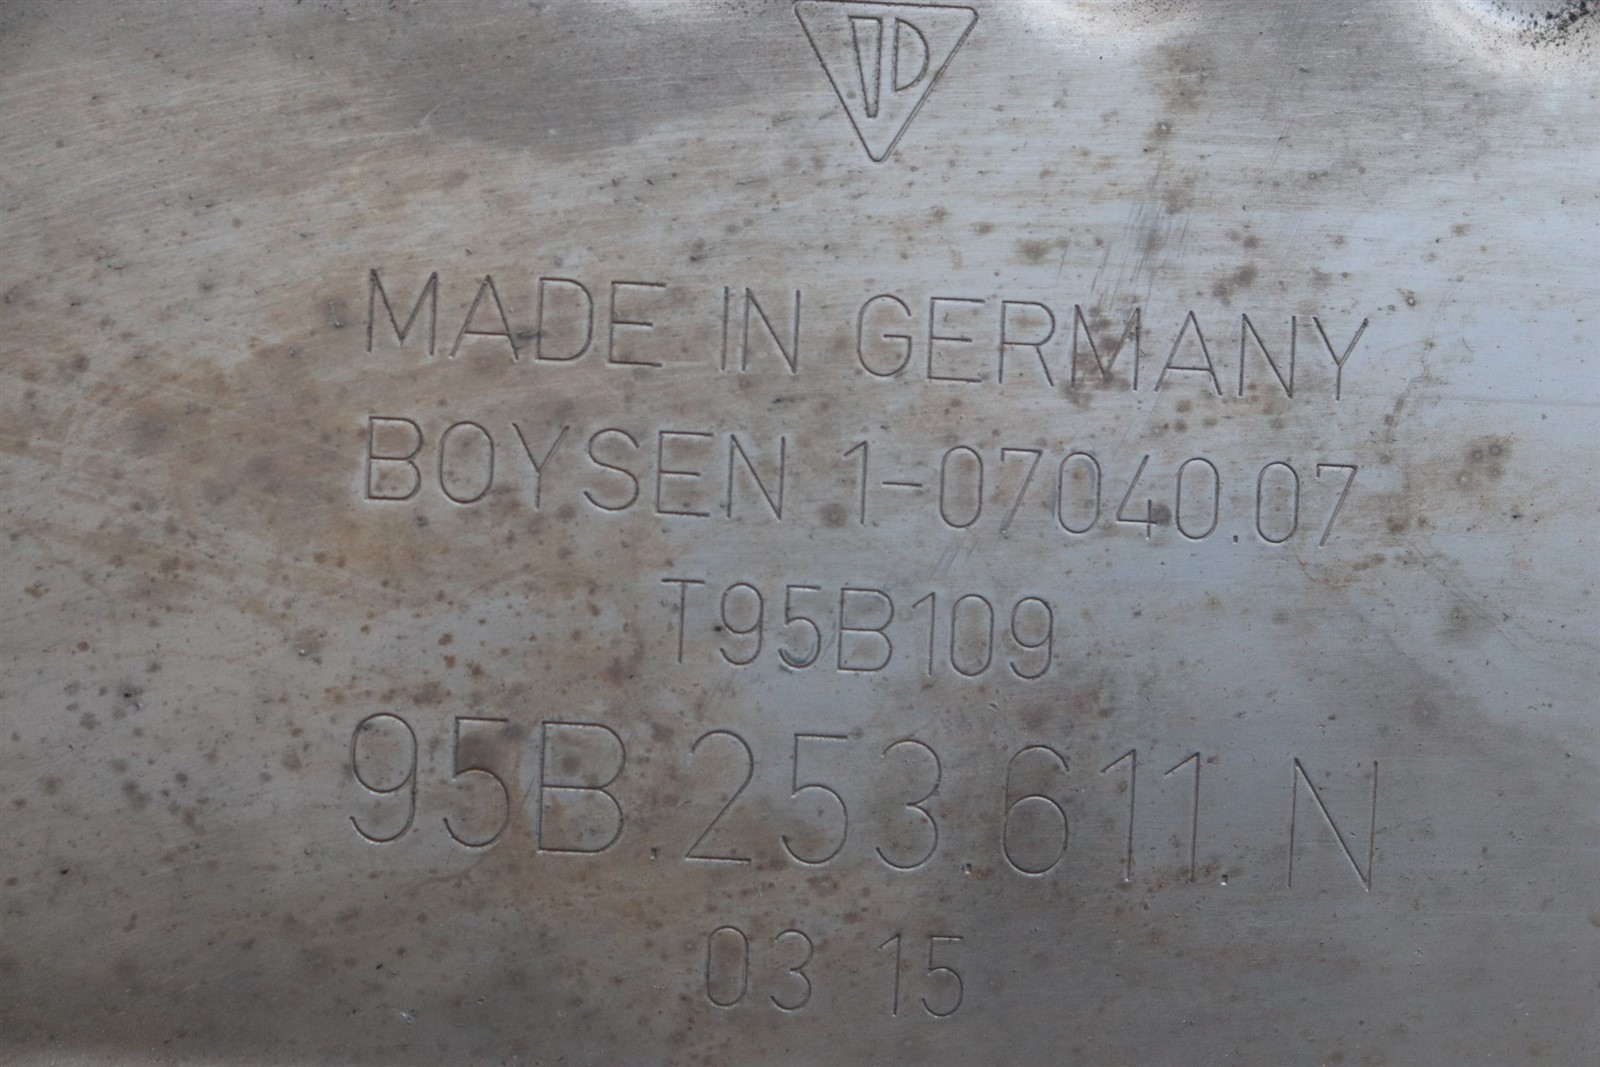 MADE IN GERMANY
BOYSEN 1-07040.07
T95B109
95B.253.611.N
03 15